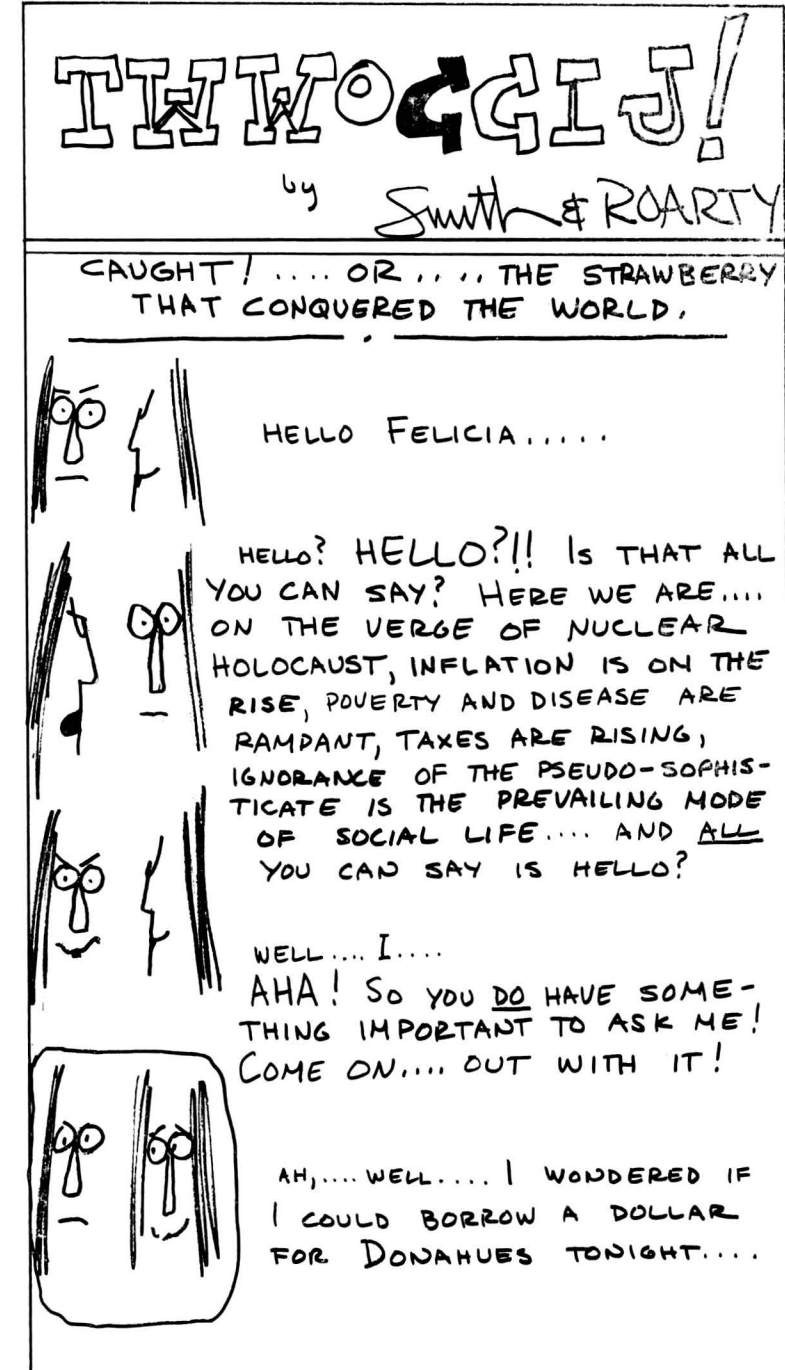 TWWOCCIJ!
by Smith & ROARTY
CAUGHT! .... OR ..... THE STRAWBERRY
THAT CONQUERED THE WORLD.
HELLO FELICIA.....
HELLO? HELLO?!! IS THAT ALL
YOU CAN SAY? HERE WE ARE....
ON THE VERGE OF NUCLEAR
HOLOCAUST, INFLATION IS ON THE
RISE, POVERTY AND DISEASE ARE
RAMPANT, TAXES ARE RISING,
IGNORANCE OF THE PSEUDO-SOPHIS-
TICATE IS THE PREVAILING MODE
OF SOCIAL LIFE.... AND ALL
YOU CAN SAY IS HELLO?
WELL.... I....
AHA! SO YOU DO HAVE SOME-
THING IMPORTANT TO ASK ME!
COME ON.... OUT WITH IT!
AH,.... WELL.... I WONDERED IF
I COULD BORROW A DOLLAR
FOR DONAHUES TONIGHT....